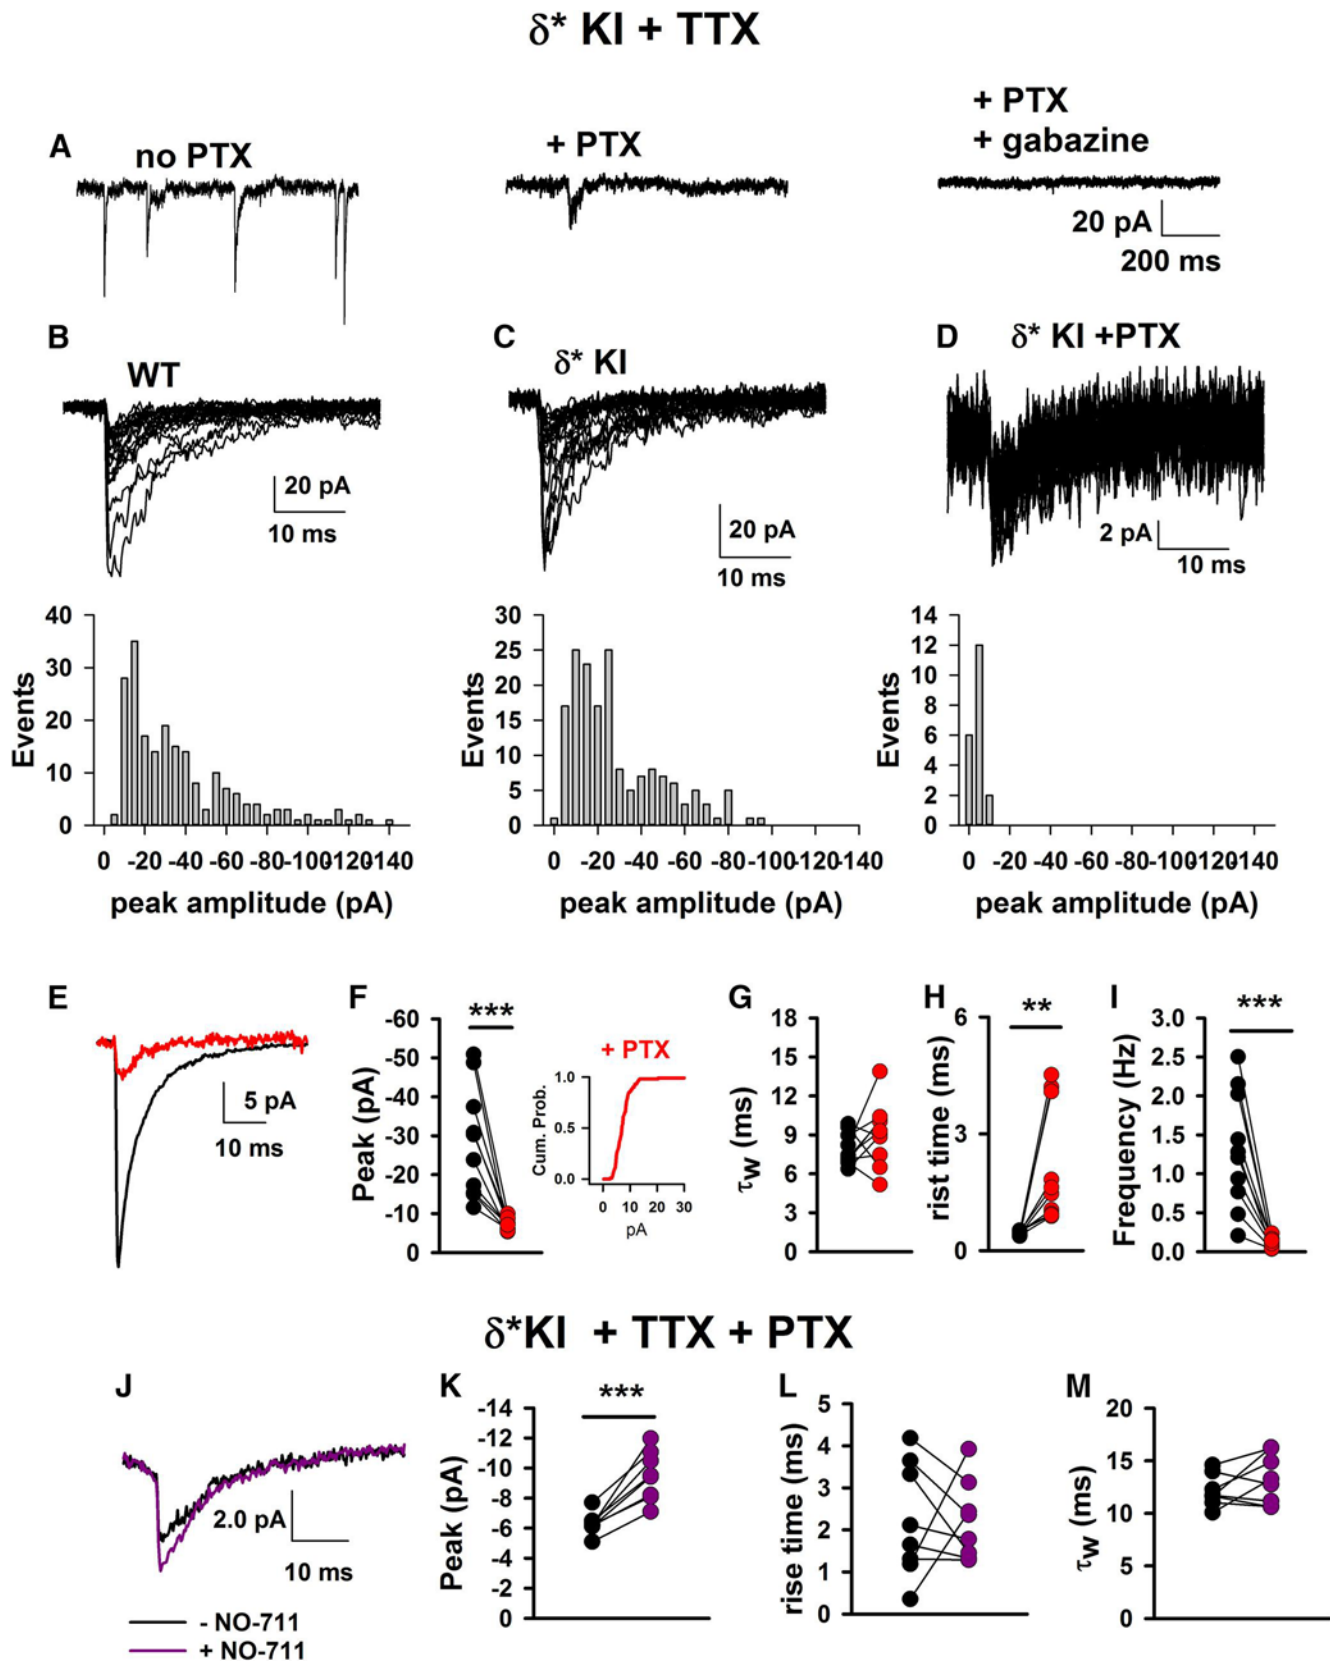 δ* KI + TTX
A
no PTX
+ PTX
+ PTX
+ gabazine
20 pA
200 ms
B
WT
20 pA
10 ms
C
δ* KI
20 pA
10 ms
D
δ* KI +PTX
2 pA
10 ms
40
30
20
10
0
Events
0 -20 -40 -60 -80 -100 -120 -140
peak amplitude (pA)
30
25
20
15
10
5
0
Events
0 -20 -40 -60 -80 -100 -120 -140
peak amplitude (pA)
14
12
10
8
6
4
2
0
Events
0 -20 -40 -60 -80 -100 -120 -140
peak amplitude (pA)
E
5 pA
10 ms
F
***
-60
-50
-40
-30
-20
-10
0
Peak (pA)
+ PTX
1.0
0.5
0.0
Cum. Prob.
0 10 20 30
pA
G
18
15
12
9
6
3
0
τw (ms)
H
**
6
3
0
rist time (ms)
I
***
3.0
2.5
2.0
1.5
1.0
0.5
0.0
Frequency (Hz)
δ*KI + TTX + PTX
J
2.0 pA
10 ms
- NO-711
+ NO-711
K
***
-14
-12
-10
-8
-6
-4
-2
0
Peak (pA)
L
5
4
3
2
1
0
rise time (ms)
M
20
15
10
5
0
τw (ms)